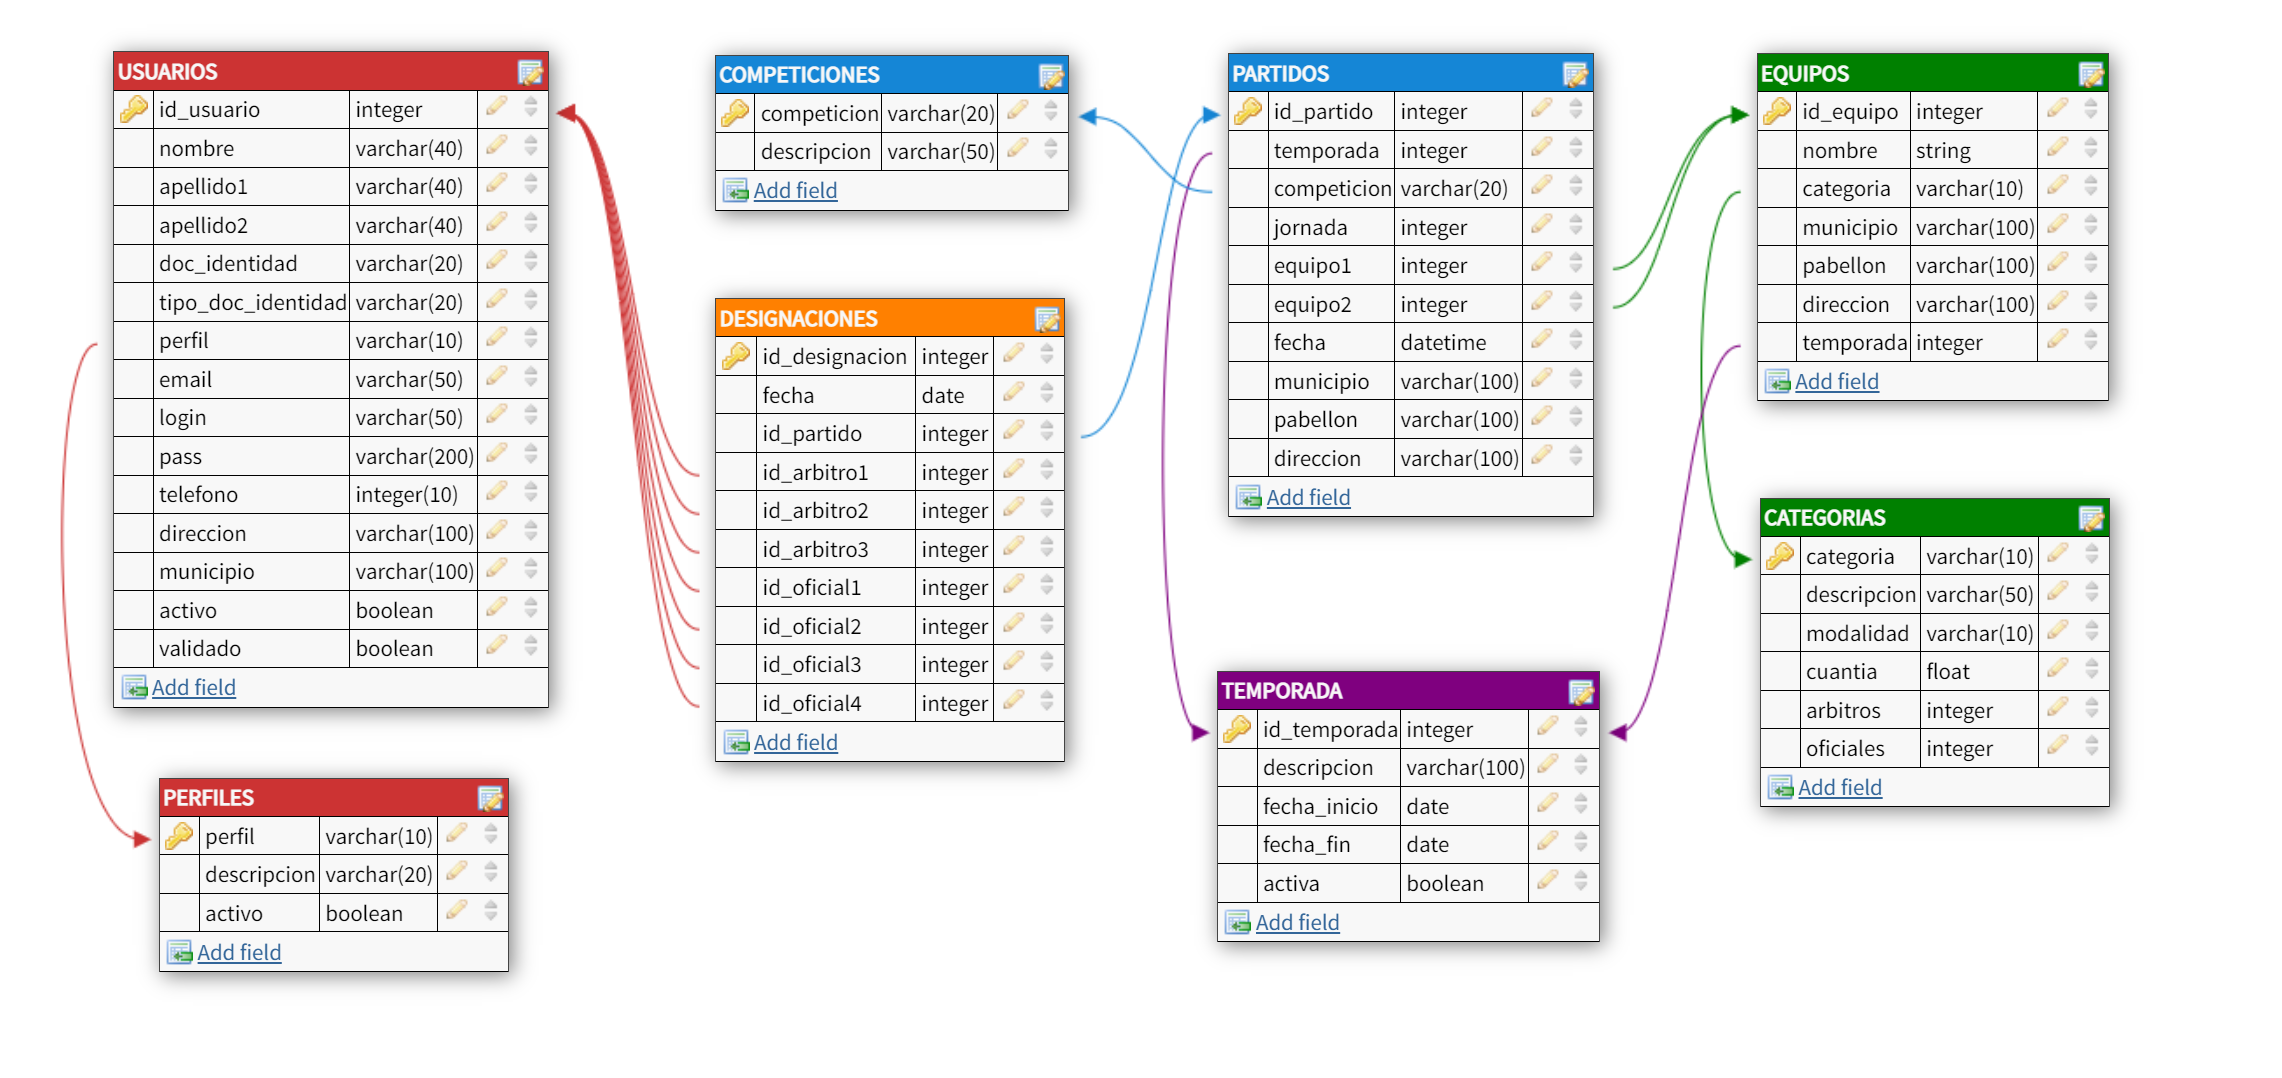 USUARIOS
id_usuario integer
nombre varchar(40)
apellido1 varchar(40)
apellido2 varchar(40)
doc_identidad varchar(20)
tipo_doc_identidad varchar(20)
perfil varchar(10)
email varchar(50)
login varchar(50)
pass varchar(200)
telefono integer(10)
direccion varchar(100)
municipio varchar(100)
activo boolean
validado boolean
Add field
PERFILES
perfil varchar(10)
descripcion varchar(20)
activo boolean
Add field
COMPETICIONES
competicion varchar(20)
descripcion varchar(50)
Add field
DESIGNACIONES
id_designacion integer
fecha date
id_partido integer
id_arbitro1 integer
id_arbitro2 integer
id_arbitro3 integer
id_oficial1 integer
id_oficial2 integer
id_oficial3 integer
id_oficial4 integer
Add field
PARTIDOS
id_partido integer
temporada integer
competicion varchar(20)
jornada integer
equipo1 integer
equipo2 integer
fecha datetime
municipio varchar(100)
pabellon varchar(100)
direccion varchar(100)
Add field
TEMPORADA
id_temporada integer
descripcion varchar(100)
fecha_inicio date
fecha_fin date
activa boolean
Add field
EQUIPOS
id_equipo integer
nombre string
categoria varchar(10)
municipio varchar(100)
pabellon varchar(100)
direccion varchar(100)
temporada integer
Add field
CATEGORIAS
categoria varchar(10)
descripcion varchar(50)
modalidad varchar(10)
cuantia float
arbitros integer
oficiales integer
Add field